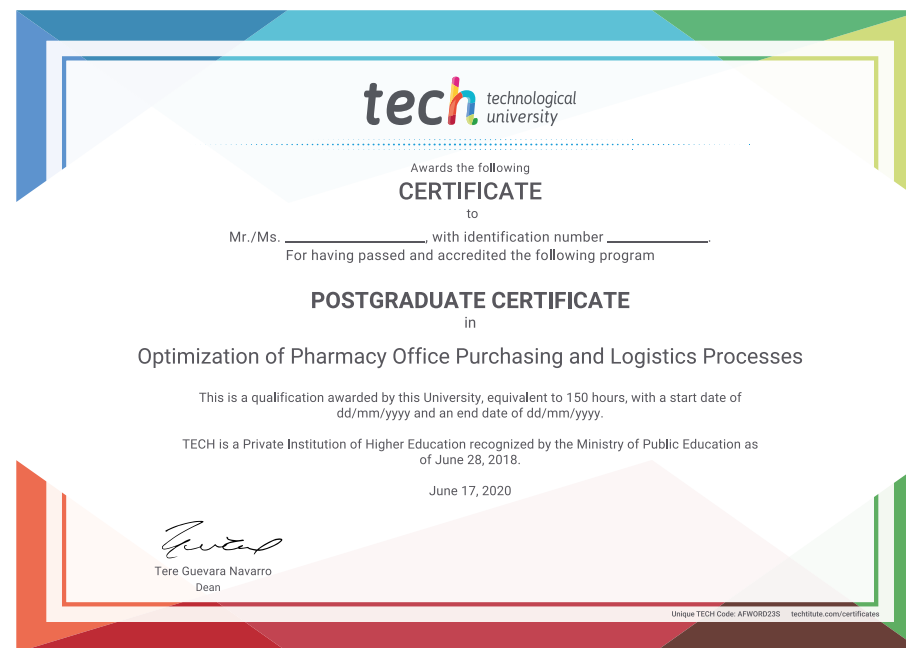 tech technological
university
Awards the following
CERTIFICATE
to
Mr./Ms. ____________________, with identification number ______________.
For having passed and accredited the following program
POSTGRADUATE CERTIFICATE
in
Optimization of Pharmacy Office Purchasing and Logistics Processes
This is a qualification awarded by this University, equivalent to 150 hours, with a start date of
dd/mm/yyyy and an end date of dd/mm/yyyy.
TECH is a Private Institution of Higher Education recognized by the Ministry of Public Education as
of June 28, 2018.
June 17, 2020
Tere Guevara Navarro
Dean
Unique TECH Code: AFWORD23S techtitute.com/certificates